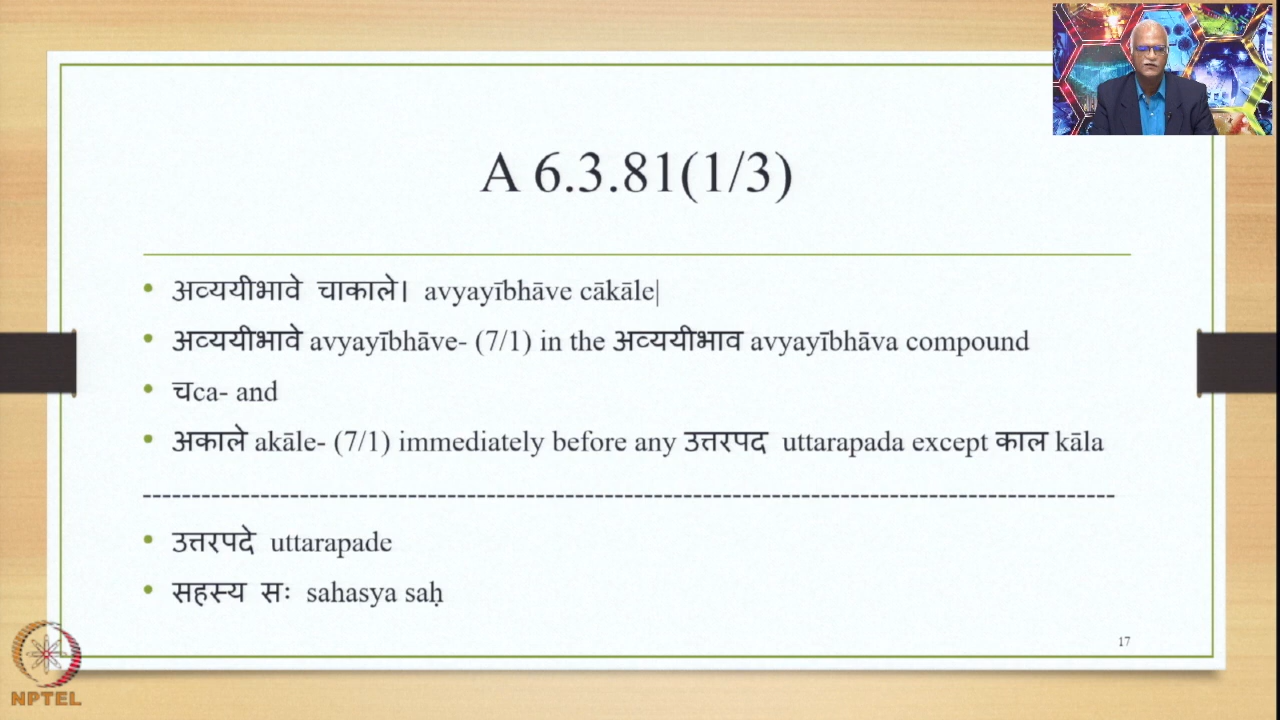 A 6.3.81(1/3)
• अव्ययीभावे चाकाले। avyayībhāve cākāle|
• अव्ययीभावे avyayībhāve- (7/1) in the अव्ययीभाव avyayībhāva compound
• चca- and
• अकाले akāle- (7/1) immediately before any उत्तरपद uttarapada except काल kāla
---------------------------------------------------------------------------------------------------
• उत्तरपदे uttarapade
• सहस्य सः sahasya saḥ
17
NPTEL